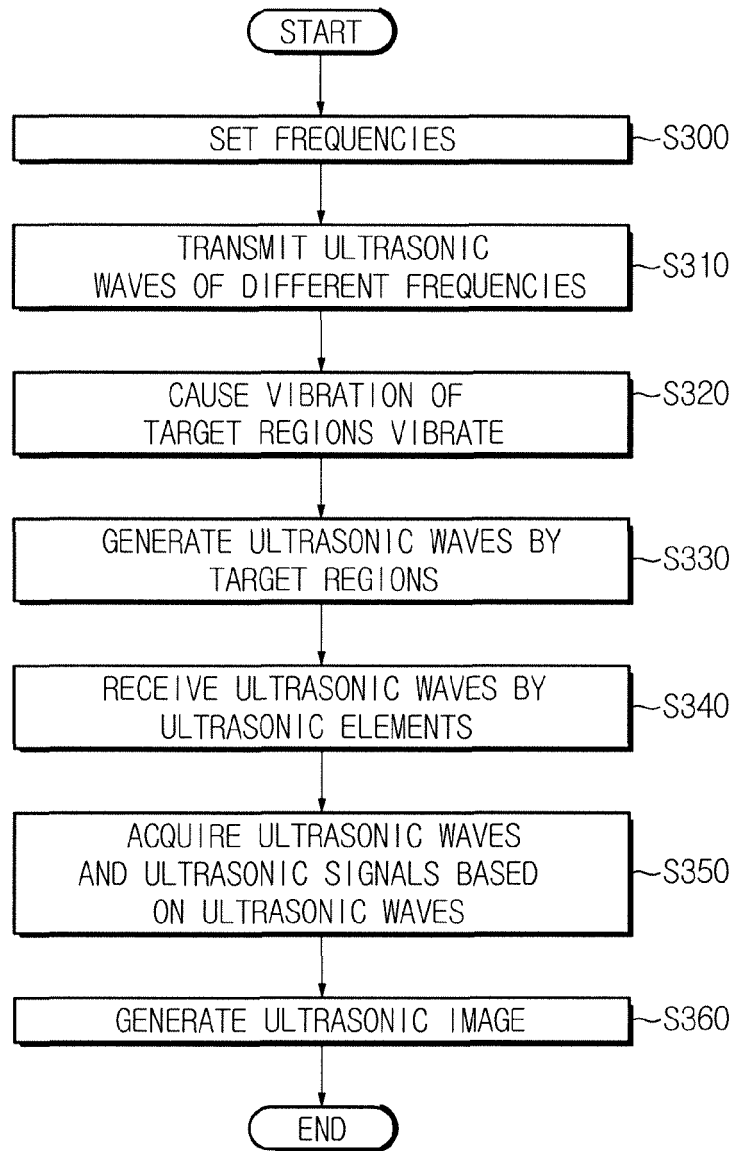 START
SET FREQUENCIES
S300
TRANSMIT ULTRASONIC
WAVES OF DIFFERENT FREQUENCIES
S310
CAUSE VIBRATION OF
TARGET REGIONS VIBRATE
S320
GENERATE ULTRASONIC WAVES BY
TARGET REGIONS
S330
RECEIVE ULTRASONIC WAVES BY
ULTRASONIC ELEMENTS
S340
ACQUIRE ULTRASONIC WAVES
AND ULTRASONIC SIGNALS BASED
ON ULTRASONIC WAVES
S350
GENERATE ULTRASONIC IMAGE
S360
END